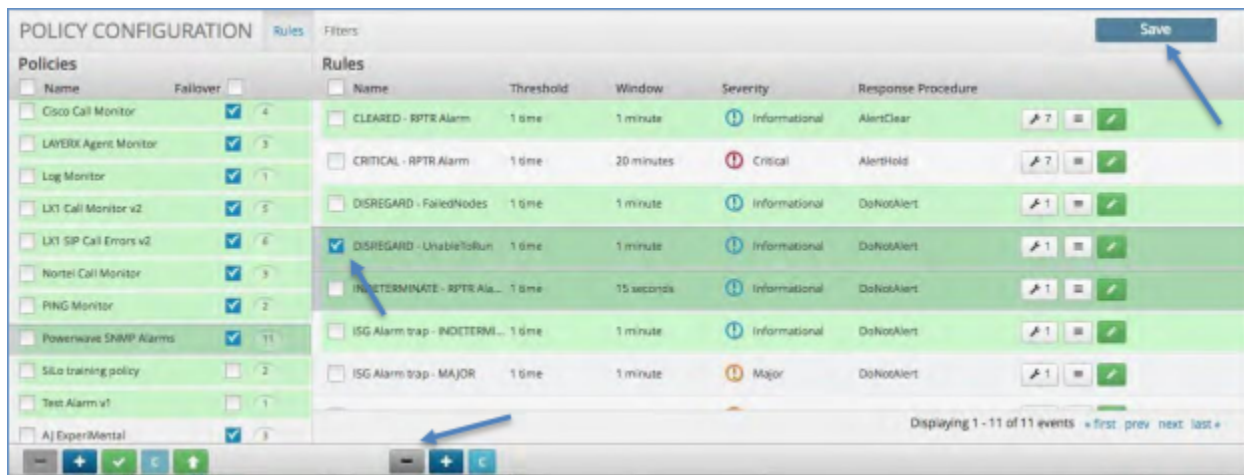 POLICY CONFIGURATION Rules Filters Save
Policies
Name Failover
Cisco Call Monitor 4
LAYERX Agent Monitor 3
Log Monitor 1
LX1 Call Monitor v2 5
LX1 SIP Call Errors v2 6
Nortel Call Monitor 3
PING Monitor 2
Powerwave SNMP Alarms 11
SiLo training policy 2
Test Alarm v1 1
AJ ExperiMental 3
C
Rules
Name Threshold Window Severity Response Procedure
CLEARED - RPTR Alarm 1 time 1 minute Informational AlertClear 7
CRITICAL - RPTR Alarm 1 time 20 minutes Critical AlertHold 7
DISREGARD - FailedNodes 1 time 1 minute Informational DoNotAlert 1
DISREGARD - UnableToRun 1 time 1 minute Informational DoNotAlert 1
INDETERMINATE - RPTR Ala... 1 time 15 seconds Informational DoNotAlert 1
ISG Alarm trap - INDETERMI... 1 time 1 minute Informational DoNotAlert 1
ISG Alarm trap - MAJOR 1 time 1 minute Major DoNotAlert 1
Displaying 1 - 11 of 11 events « first prev next last »
C